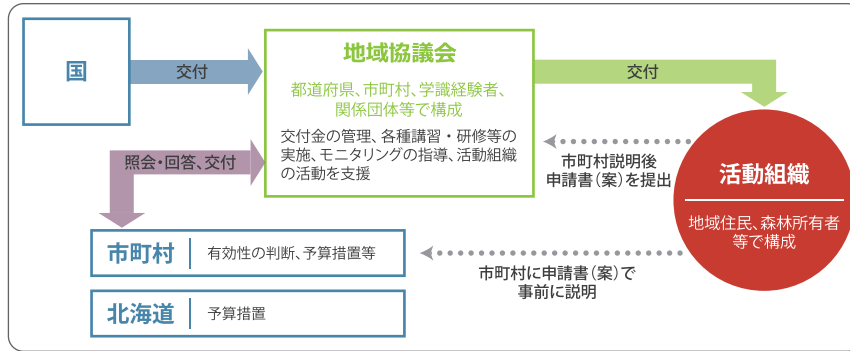 国
交付
地域協議会
都道府県、市町村、学識経験者、
関係団体等で構成
交付金の管理、各種講習・研修等の
実施、モニタリングの指導、活動組織
の活動を支援
交付
照会・回答、交付
市町村説明後
申請書（案）を提出
活動組織
地域住民、森林所有者
等で構成
市町村
有効性の判断、予算措置等
市町村に申請書（案）で
事前に説明
北海道
予算措置